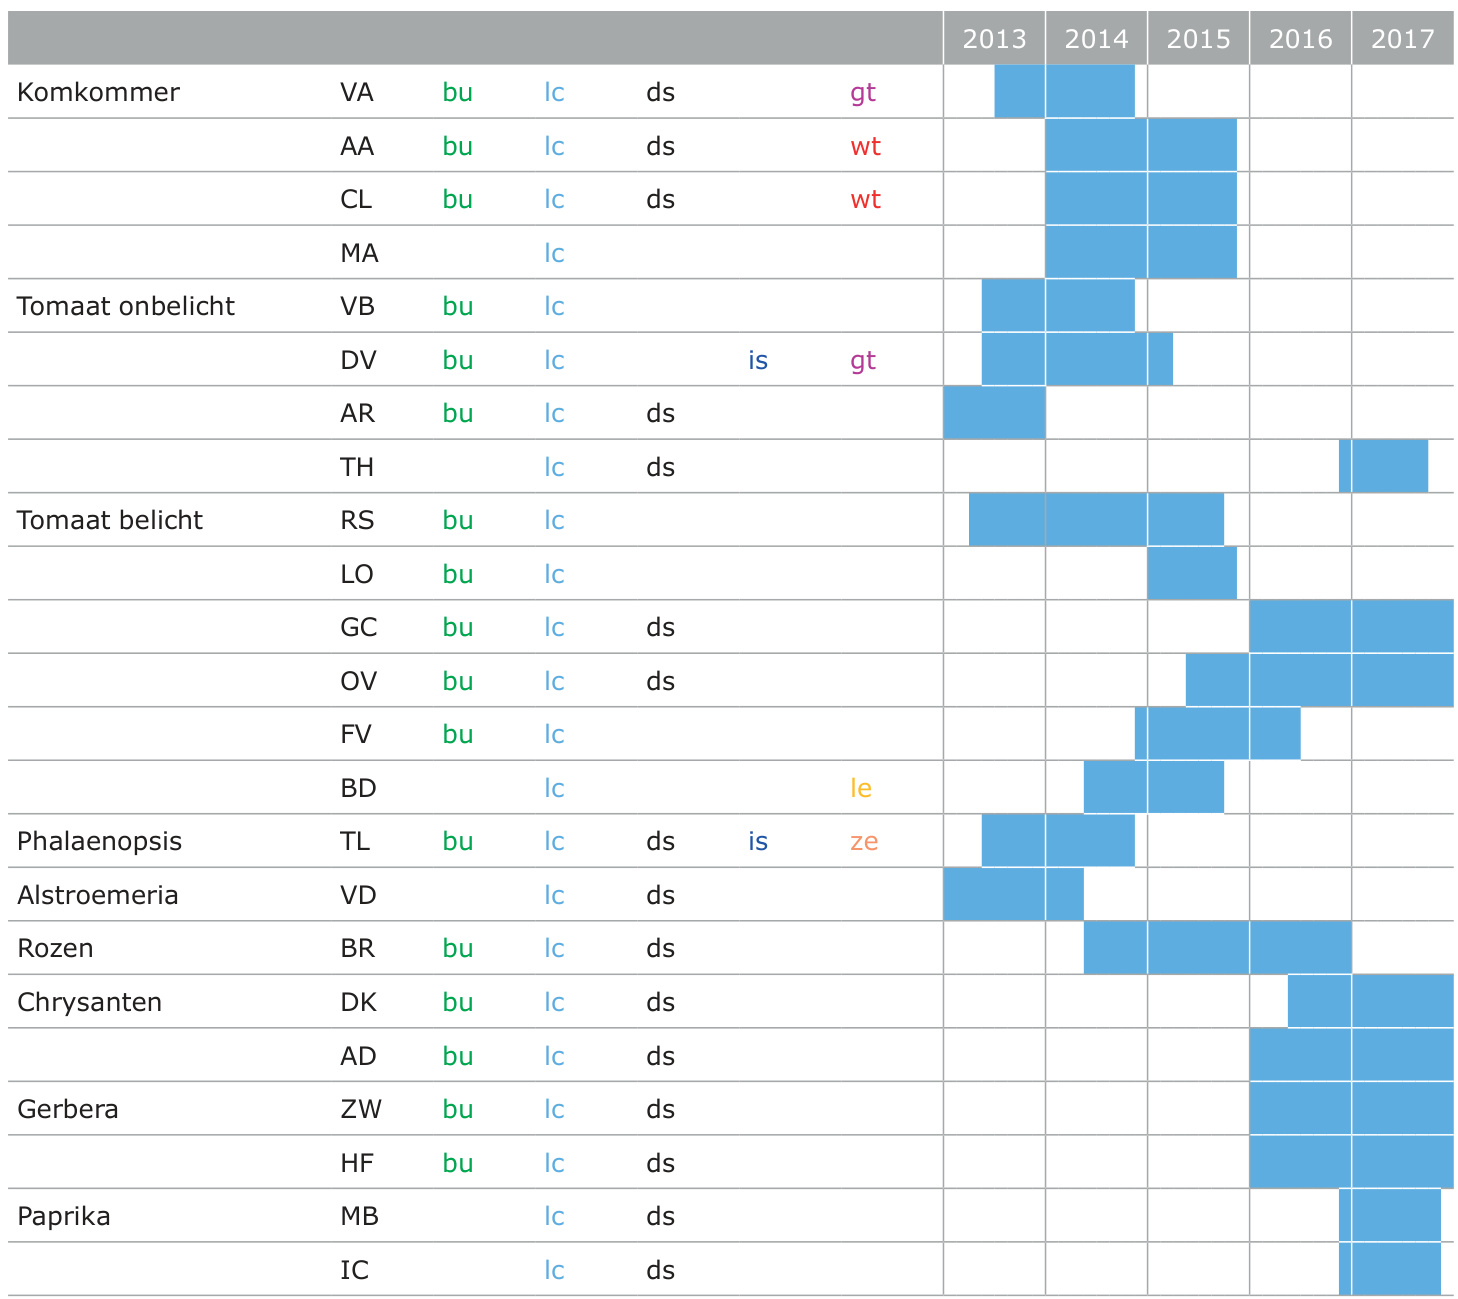 2013 2014 2015 2016 2017
Komkommer VA bu lc ds gt
AA bu lc ds wt
CL bu lc ds wt
MA lc
Tomaat onbelicht VB bu lc
DV bu lc is gt
AR bu lc ds
TH lc ds
Tomaat belicht RS bu lc
LO bu lc
GC bu lc ds
OV bu lc ds
FV bu lc
BD lc le
Phalaenopsis TL bu lc ds is ze
Alstroemeria VD lc ds
Rozen BR bu lc ds
Chrysanten DK bu lc ds
AD bu lc ds
Gerbera ZW bu lc ds
HF bu lc ds
Paprika MB lc ds
IC lc ds